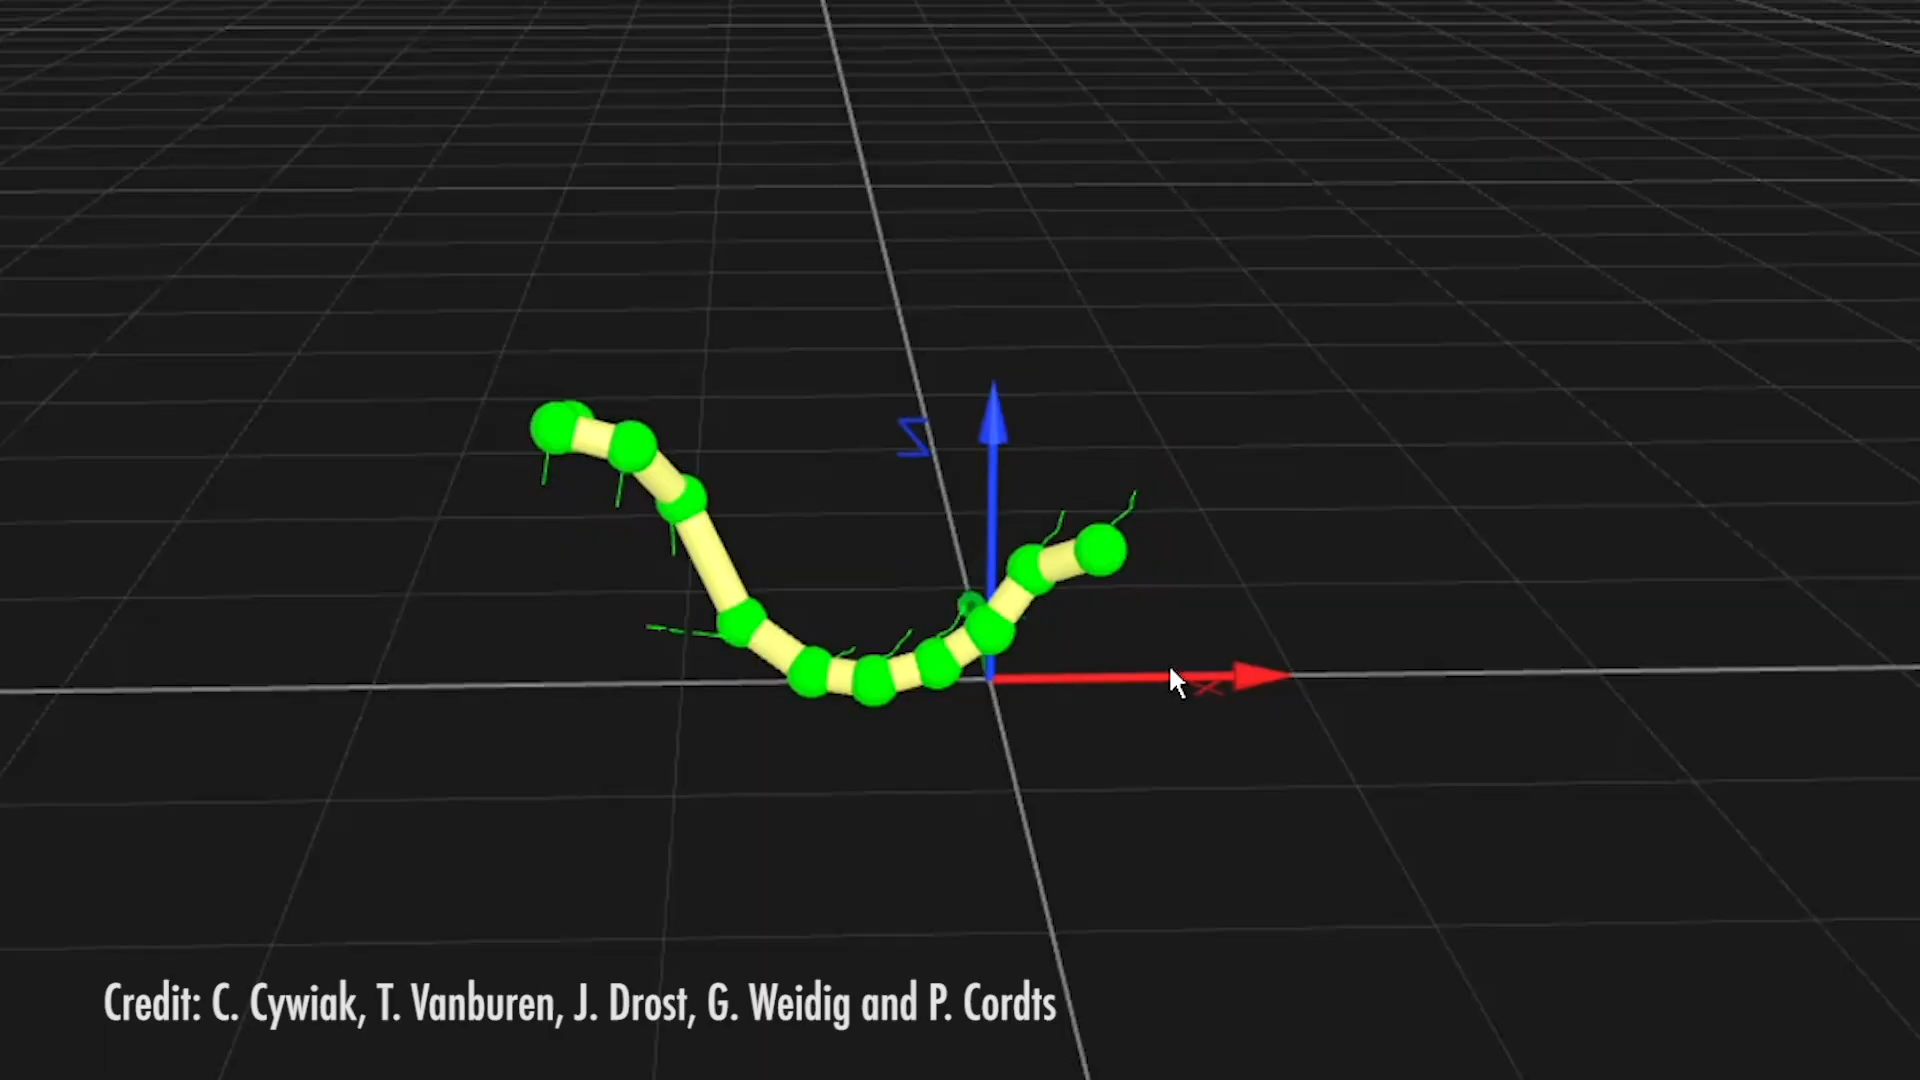 Z
X
Credit: C. Cywiak, T. Vanburen, J. Drost, G. Weidig and P. Cordts